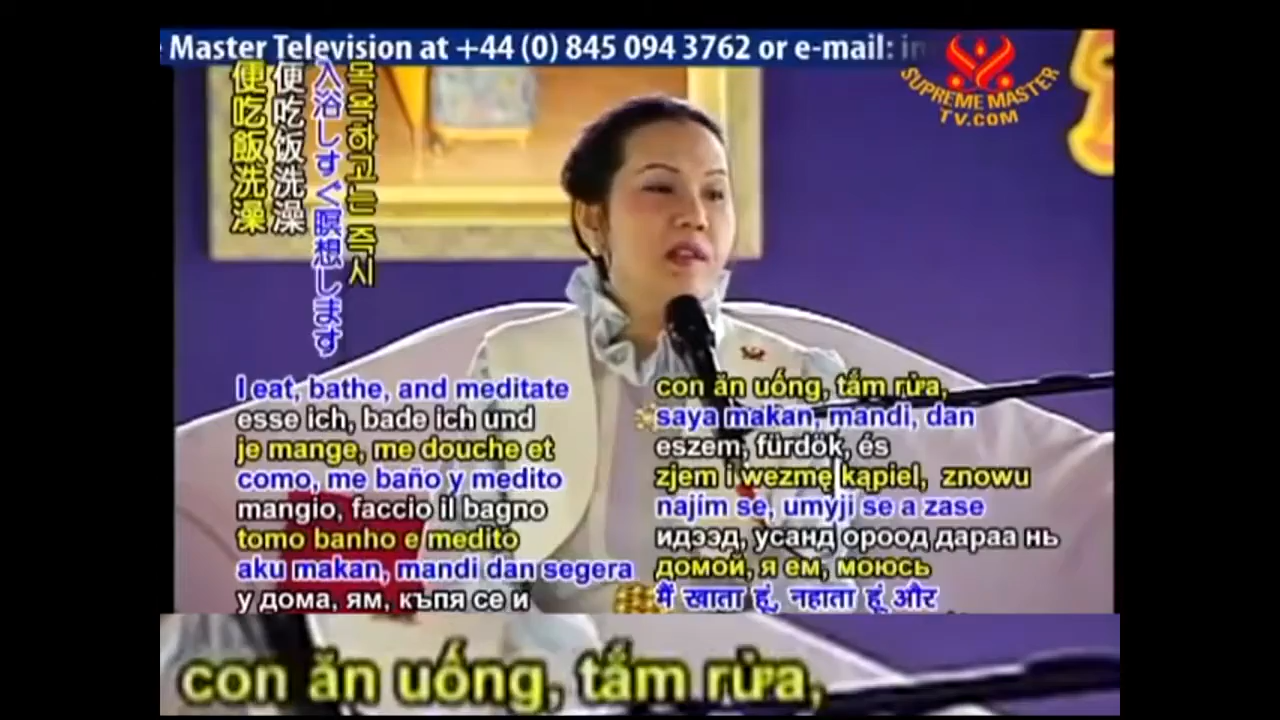 Master Television at +44 (0) 845 094 3762 or e-mail:
SUPREME MASTER
TV.COM
목욕하고는 즉시
入浴しすぐ瞑想します
便吃饭洗澡
便吃飯洗澡
I eat, bathe, and meditate
esse ich, bade ich und
je mange, me douche et
como, me baño y medito
mangio, faccio il bagno
tomo banho e medito
aku makan, mandi dan segera
у дома, ям, къпя се и
con ăn uống, tắm rửa,
saya makan, mandi, dan
eszem, fürdök, és
zjem i wezmę kąpiel, znowu
najím se, umyji se a zase
идээд, усанд ороод дараа нь
домой, я ем, моюсь
मैं खाता हूं, नहाता हूं और
con ăn uống, tắm rửa,